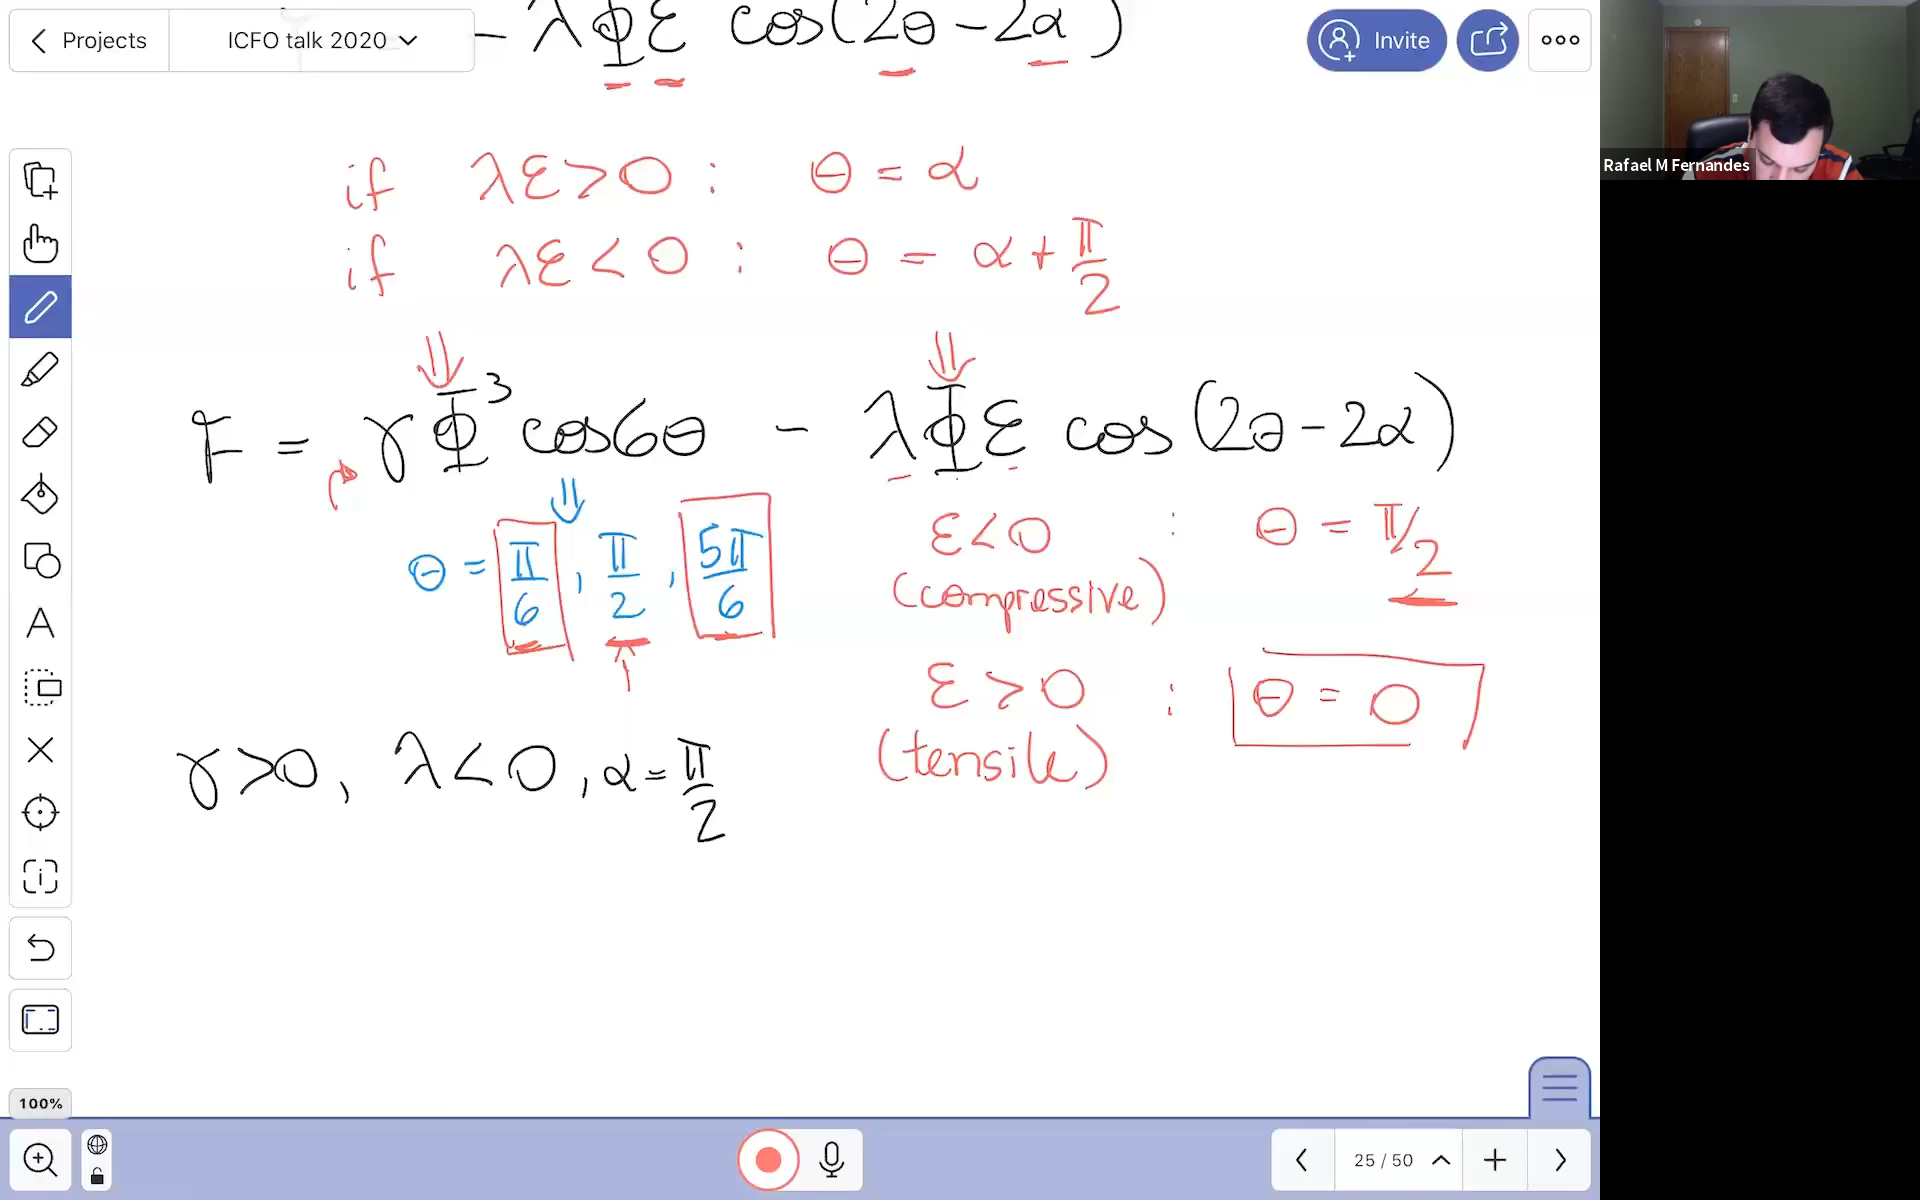 Projects
ICFO talk 2020
- λΦε cos(2θ - 2α)
Invite
Rafael M Fernandes
if λε > 0 : θ = α
if λε < 0 : θ = α + π/2
F = γΦ³ cos6θ - λΦε cos(2θ - 2α)
θ = π/6, π/2, 5π/6
ε < 0 : θ = π/2
(compressive)
ε > 0 : θ = 0
(tensile)
γ > 0, λ < 0, α = π/2
100%
25 / 50